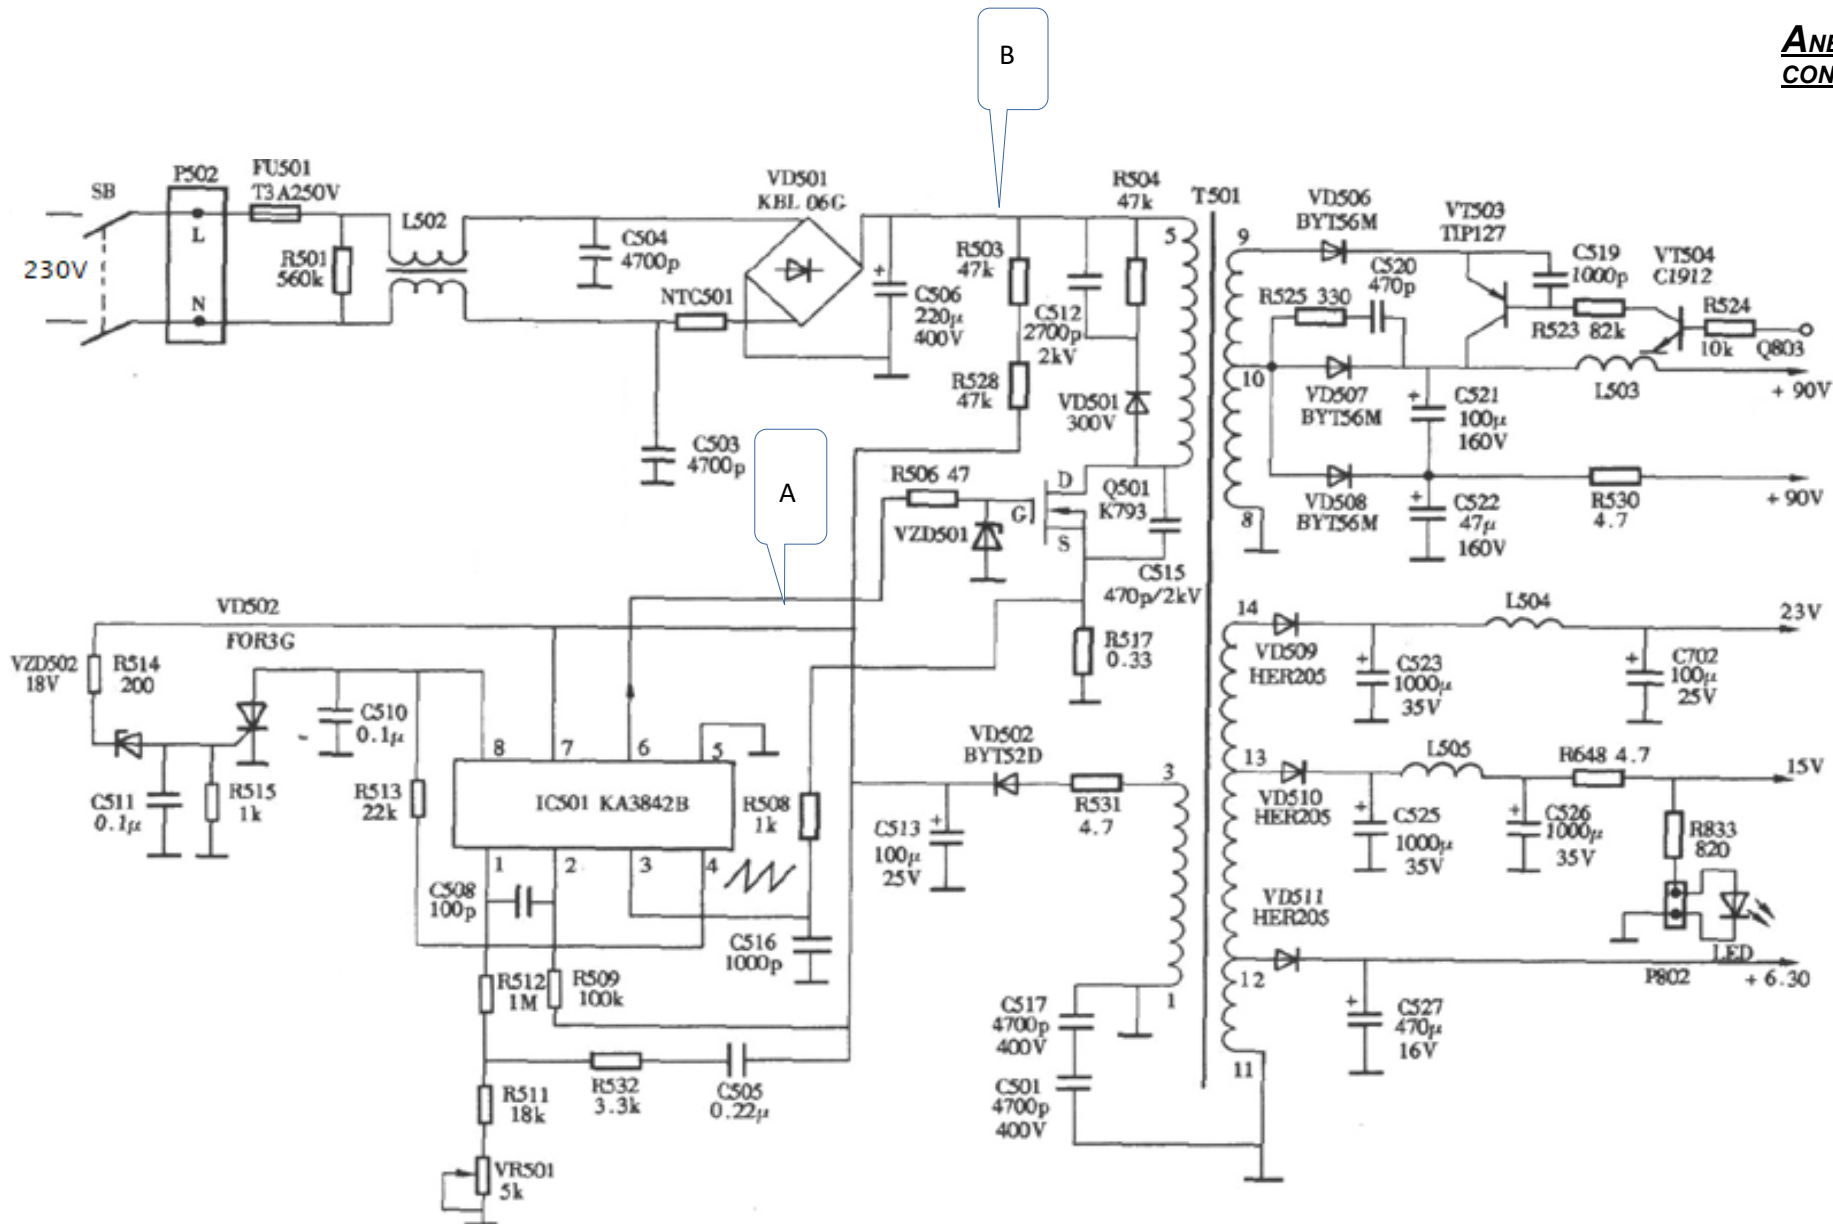 B
ANE
CON
SB
P502
FU501
T3A250V
L
N
230V
R501
560k
L502
C504
4700p
NTC501
C503
4700p
VD501
KBL 06G
+
C506
220μ
400V
R503
47k
R528
47k
C512
2700p
2kV
R504
47k
VD501
300V
T501
5
9
10
8
VD506
BYT56M
R525 330
C520
470p
VT503
TIP127
C519
1000p
VT504
C1912
R523 82k
R524
10k
Q803
VD507
BYT56M
+
C521
100μ
160V
L503
+ 90V
VD508
BYT56M
+
C522
47μ
160V
R530
4.7
+ 90V
A
R506 47
VZD501
G
D
S
Q501
K793
C515
470p/2kV
R517
0.33
VD502
FOR3G
VZD502
18V
R514
200
C510
0.1μ
C511
0.1μ
R515
1k
R513
22k
8
7
6
5
IC501 KA3842B
1
2
3
4
R508
1k
C508
100p
C516
1000p
R512
1M
R509
100k
R532
3.3k
C505
0.22μ
R511
18k
VR501
5k
VD502
BYT52D
R531
4.7
3
+
C513
100μ
25V
1
C517
4700p
400V
C501
4700p
400V
14
VD509
HER205
+
C523
1000μ
35V
L504
+
C702
100μ
25V
23V
13
VD510
HER205
+
C525
1000μ
35V
L505
+
C526
1000μ
35V
R648 4.7
15V
R833
820
LED
P802
12
VD511
HER205
+
C527
470μ
16V
+ 6.30
11